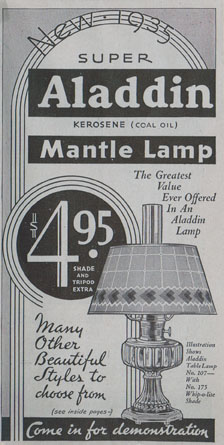 NEW · 1935
SUPER
Aladdin
KEROSENE (COAL OIL)
Mantle Lamp
The Greatest
Value
Ever Offered
In An
Aladdin
Lamp
$4.95
SHADE
AND
TRIPOD
EXTRA
Many
Other
Beautiful
Styles to
choose from
(see inside pages-)
Illustration
Shows
Aladdin
Table Lamp
No. 107—
With
No. 175
Whip-o-lite
Shade
Come in for demonstration